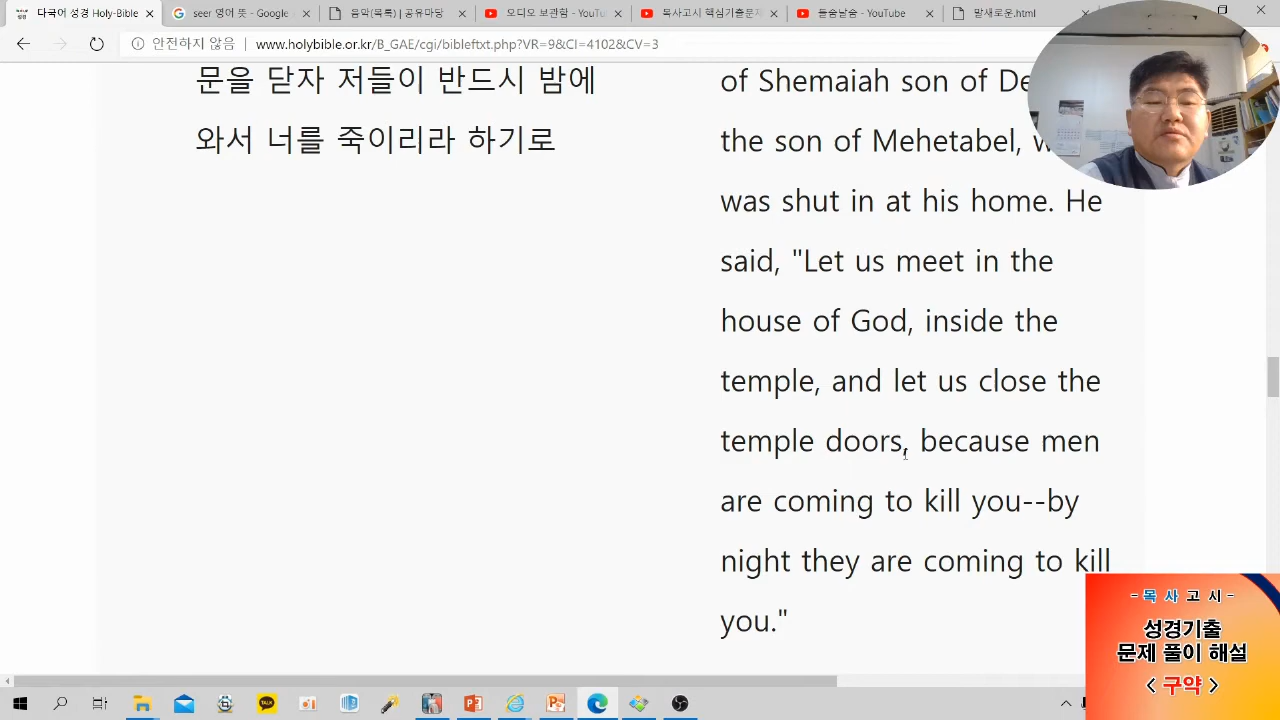 다국어 성경 Holy-Bible
seer 영어 뜻 - Google
음악(목록) | 공유마당
오디오 보관함 - YouTu
목사고시 핵심기출문제
들숨날숨 - YouTube
말새로운.html
안전하지 않음 | www.holybible.or.kr/B_GAE/cgi/bibleftxt.php?VR=9&CI=4102&CV=3
문을 닫자 저들이 반드시 밤에
와서 너를 죽이리라 하기로
of Shemaiah son of De
the son of Mehetabel, w
was shut in at his home. He
said, "Let us meet in the
house of God, inside the
temple, and let us close the
temple doors, because men
are coming to kill you--by
night they are coming to kill
you."
- 목 사 고 시 -
성경기출
문제 풀이 해설
< 구약 >